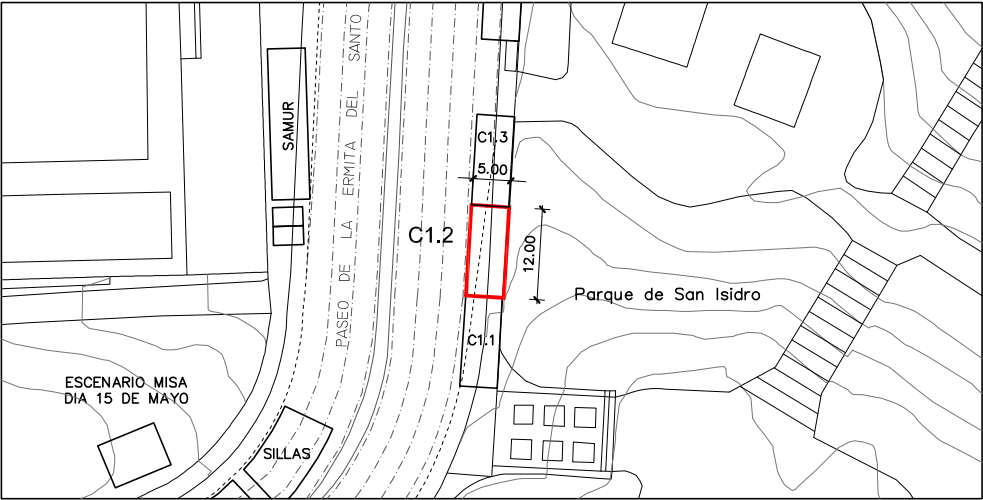 SAMUR
PASEO DE LA ERMITA DEL SANTO
C1.3
5.00
C1.2
12.00
Parque de San Isidro
C1.1
ESCENARIO MISA
DIA 15 DE MAYO
SILLAS